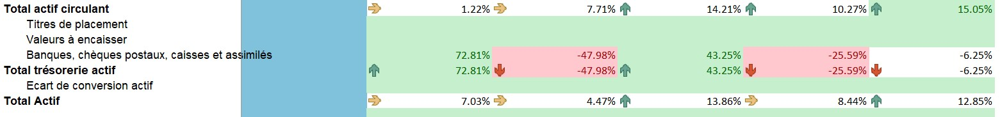 Total actif circulant 1.22% 7.71% 14.21% 10.27% 15.05%
Titres de placement
Valeurs à encaisser
Banques, chèques postaux, caisses et assimilés 72.81% -47.98% 43.25% -25.59% -6.25%
Total trésorerie actif 72.81% -47.98% 43.25% -25.59% -6.25%
Ecart de conversion actif
Total Actif 7.03% 4.47% 13.86% 8.44% 12.85%